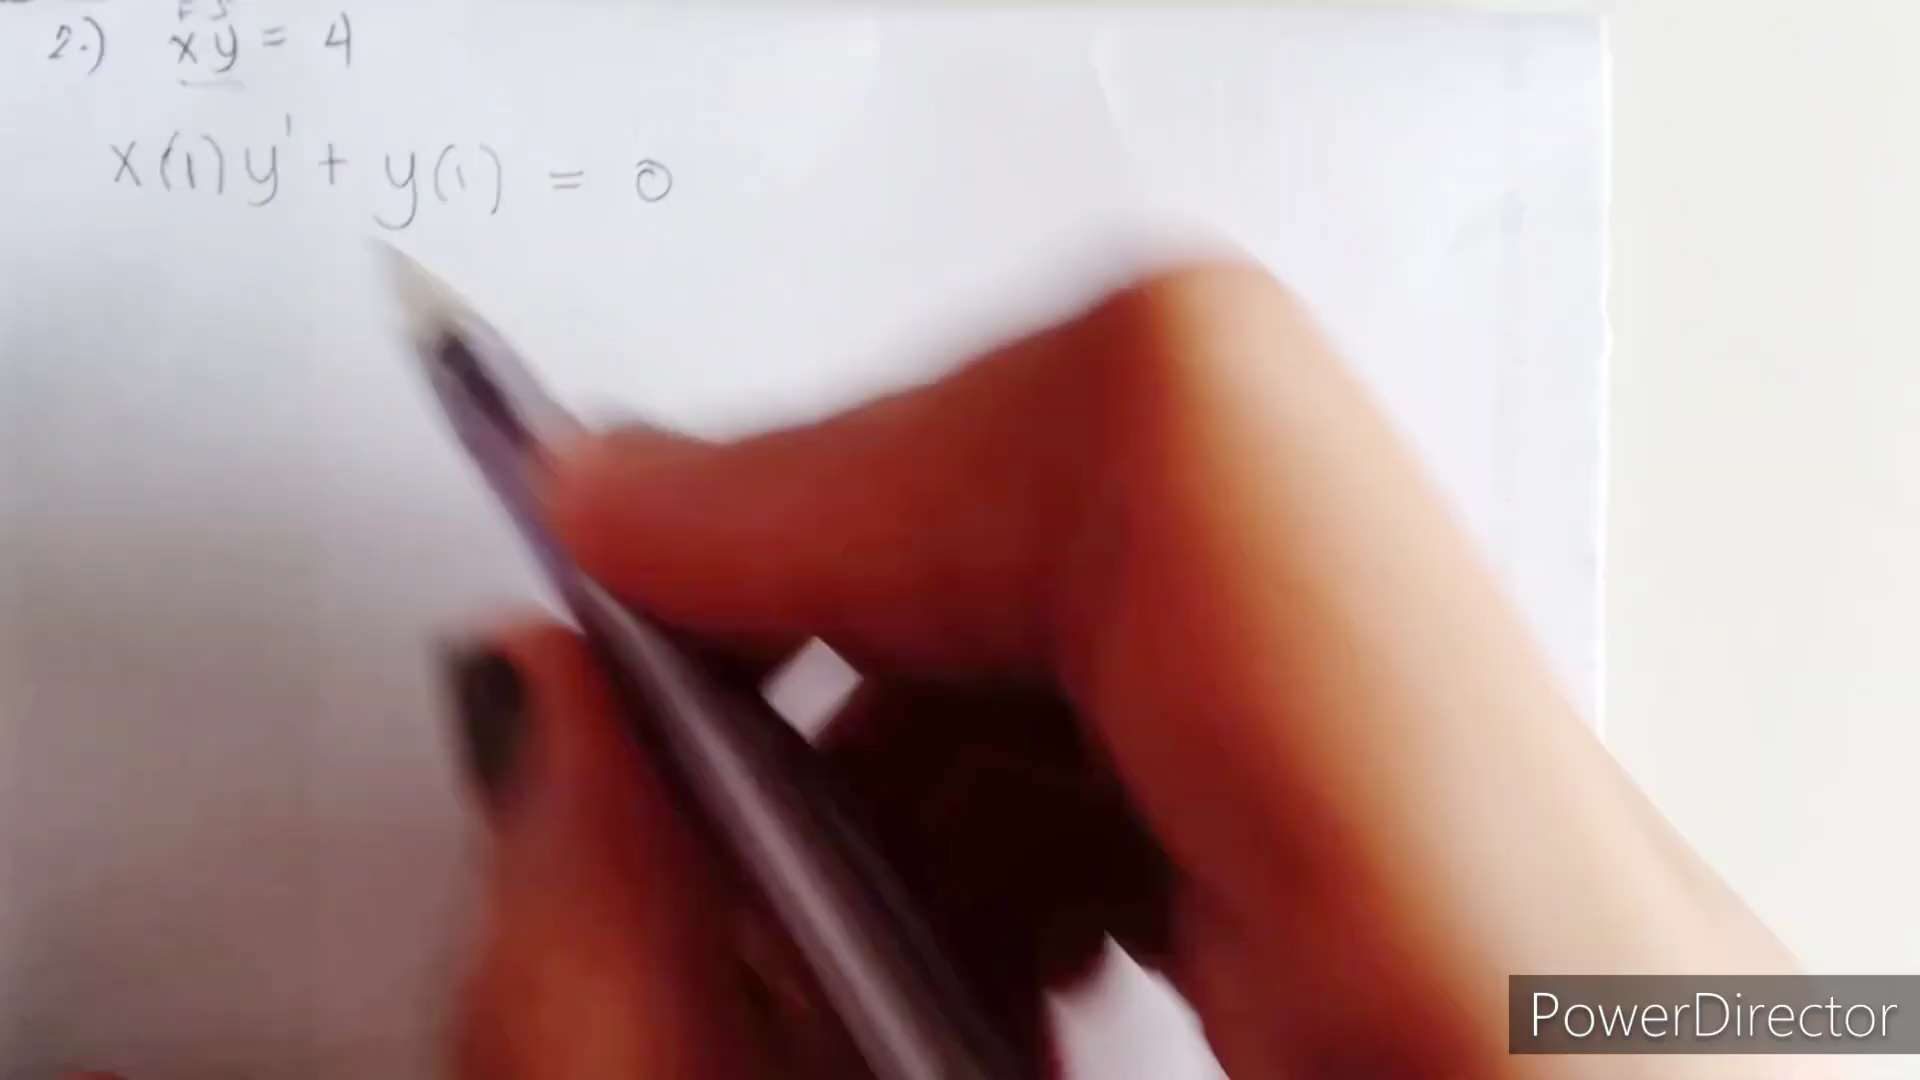 F S
2.) xy = 4
x(1)y' + y(1) = 0
PowerDirector